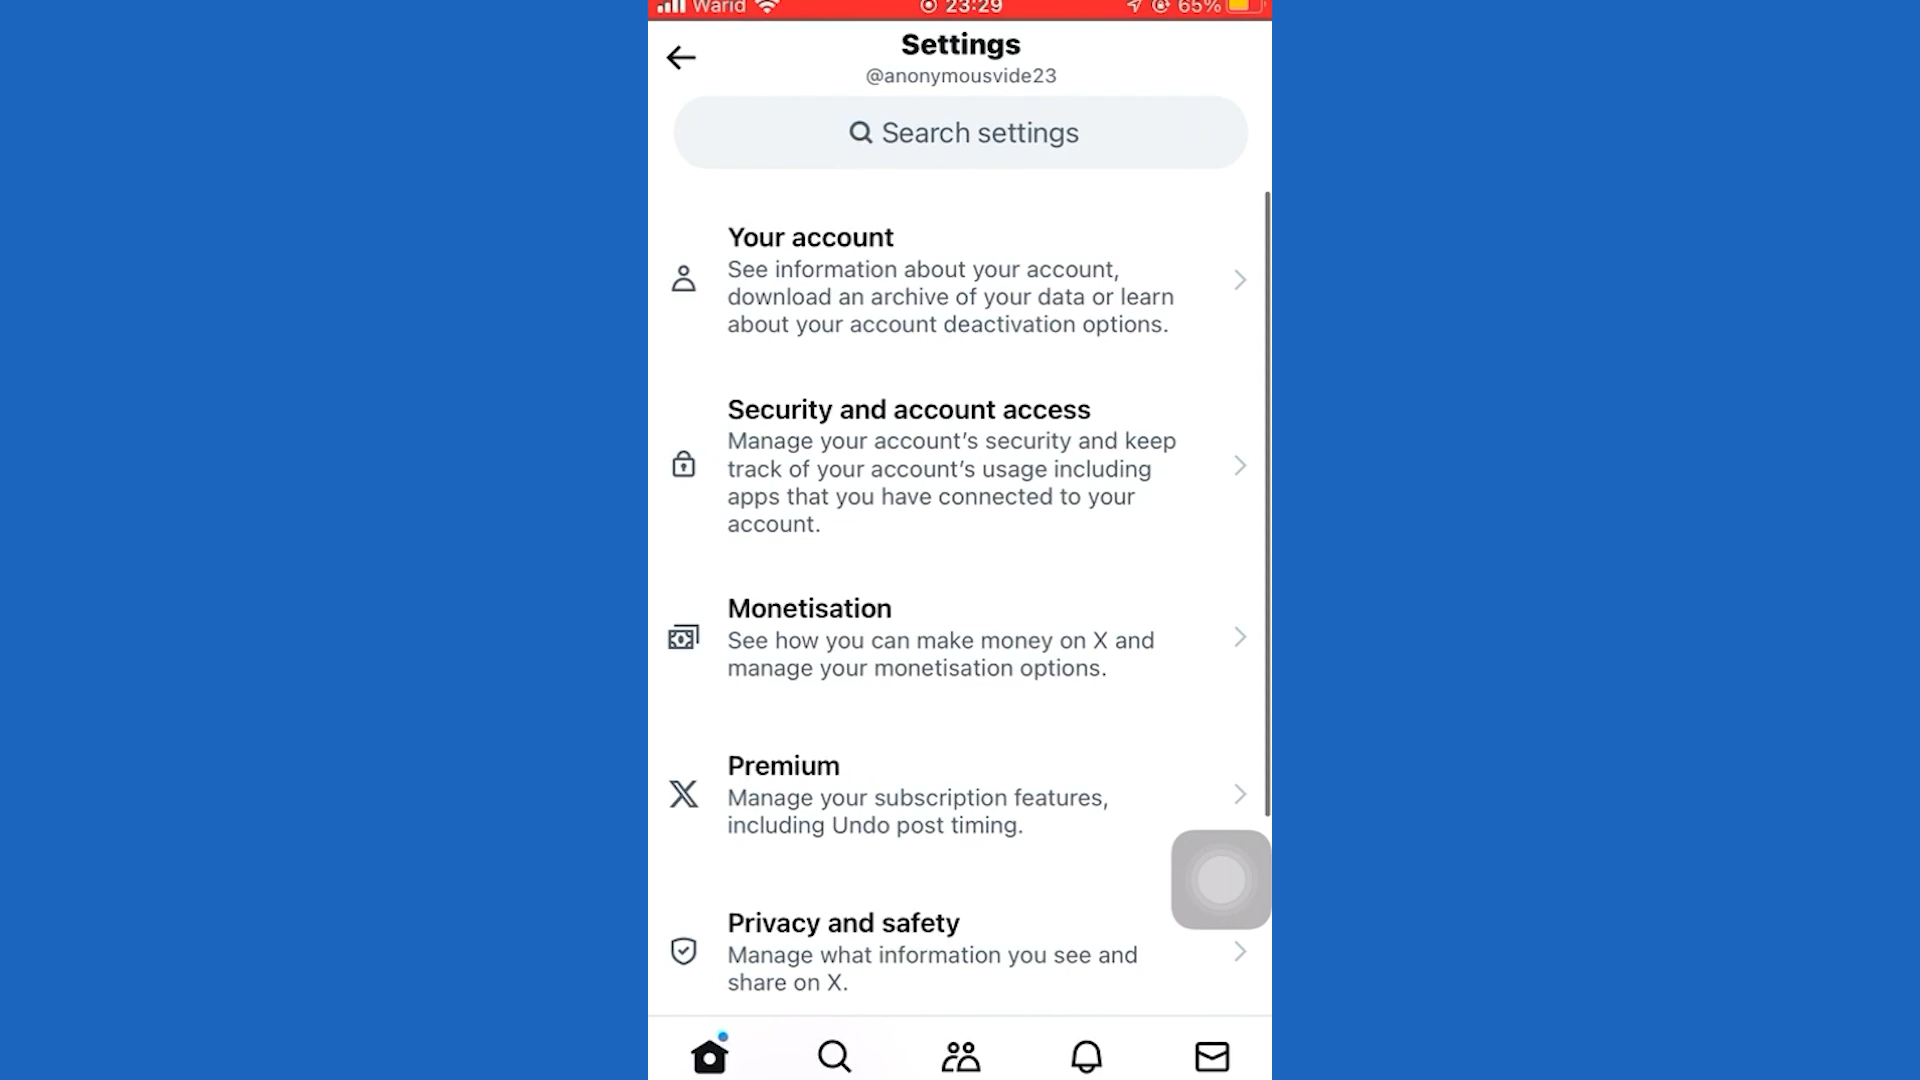 Warid 23:29 65%
Settings
@anonymousvide23
Search settings
Your account
See information about your account,
download an archive of your data or learn
about your account deactivation options.
Security and account access
Manage your account’s security and keep
track of your account’s usage including
apps that you have connected to your
account.
Monetisation
See how you can make money on X and
manage your monetisation options.
Premium
Manage your subscription features,
including Undo post timing.
Privacy and safety
Manage what information you see and
share on X.